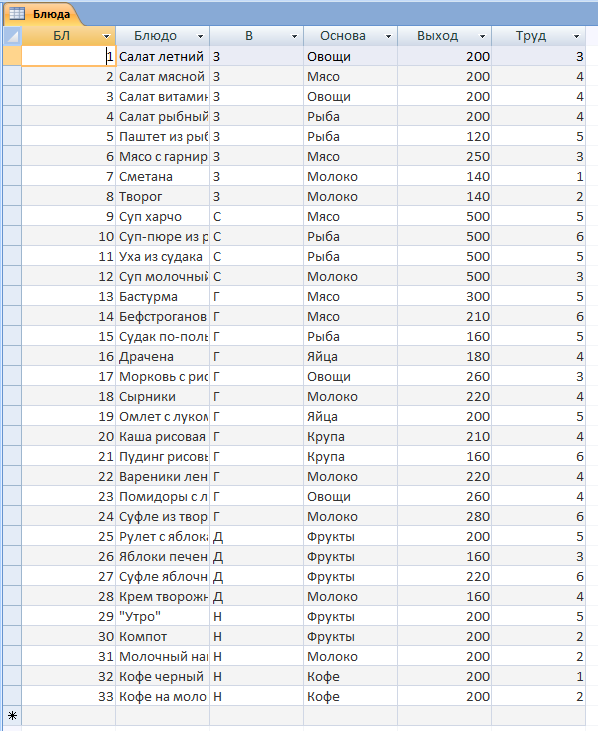 Блюда
БЛ Блюдо В Основа Выход Труд
1 Салат летний З Овощи 200 3
2 Салат мясной З Мясо 200 4
3 Салат витамин З Овощи 200 4
4 Салат рыбный З Рыба 200 4
5 Паштет из рыб З Рыба 120 5
6 Мясо с гарнир З Мясо 250 3
7 Сметана З Молоко 140 1
8 Творог З Молоко 140 2
9 Суп харчо С Мясо 500 5
10 Суп-пюре из р С Рыба 500 6
11 Уха из судака С Рыба 500 5
12 Суп молочный С Молоко 500 3
13 Бастурма Г Мясо 300 5
14 Бефстроганов Г Мясо 210 6
15 Судак по-поль Г Рыба 160 5
16 Драчена Г Яйца 180 4
17 Морковь с рис Г Овощи 260 3
18 Сырники Г Молоко 220 4
19 Омлет с луком Г Яйца 200 5
20 Каша рисовая Г Крупа 210 4
21 Пудинг рисовы Г Крупа 160 6
22 Вареники лен Г Молоко 220 4
23 Помидоры с л Г Овощи 260 4
24 Суфле из твор Г Молоко 280 6
25 Рулет с яблока Д Фрукты 200 5
26 Яблоки печен Д Фрукты 160 3
27 Суфле яблочн Д Фрукты 220 6
28 Крем творожн Д Молоко 160 4
29 "Утро" Н Фрукты 200 5
30 Компот Н Фрукты 200 2
31 Молочный нап Н Молоко 200 2
32 Кофе черный Н Кофе 200 1
33 Кофе на моло Н Кофе 200 2